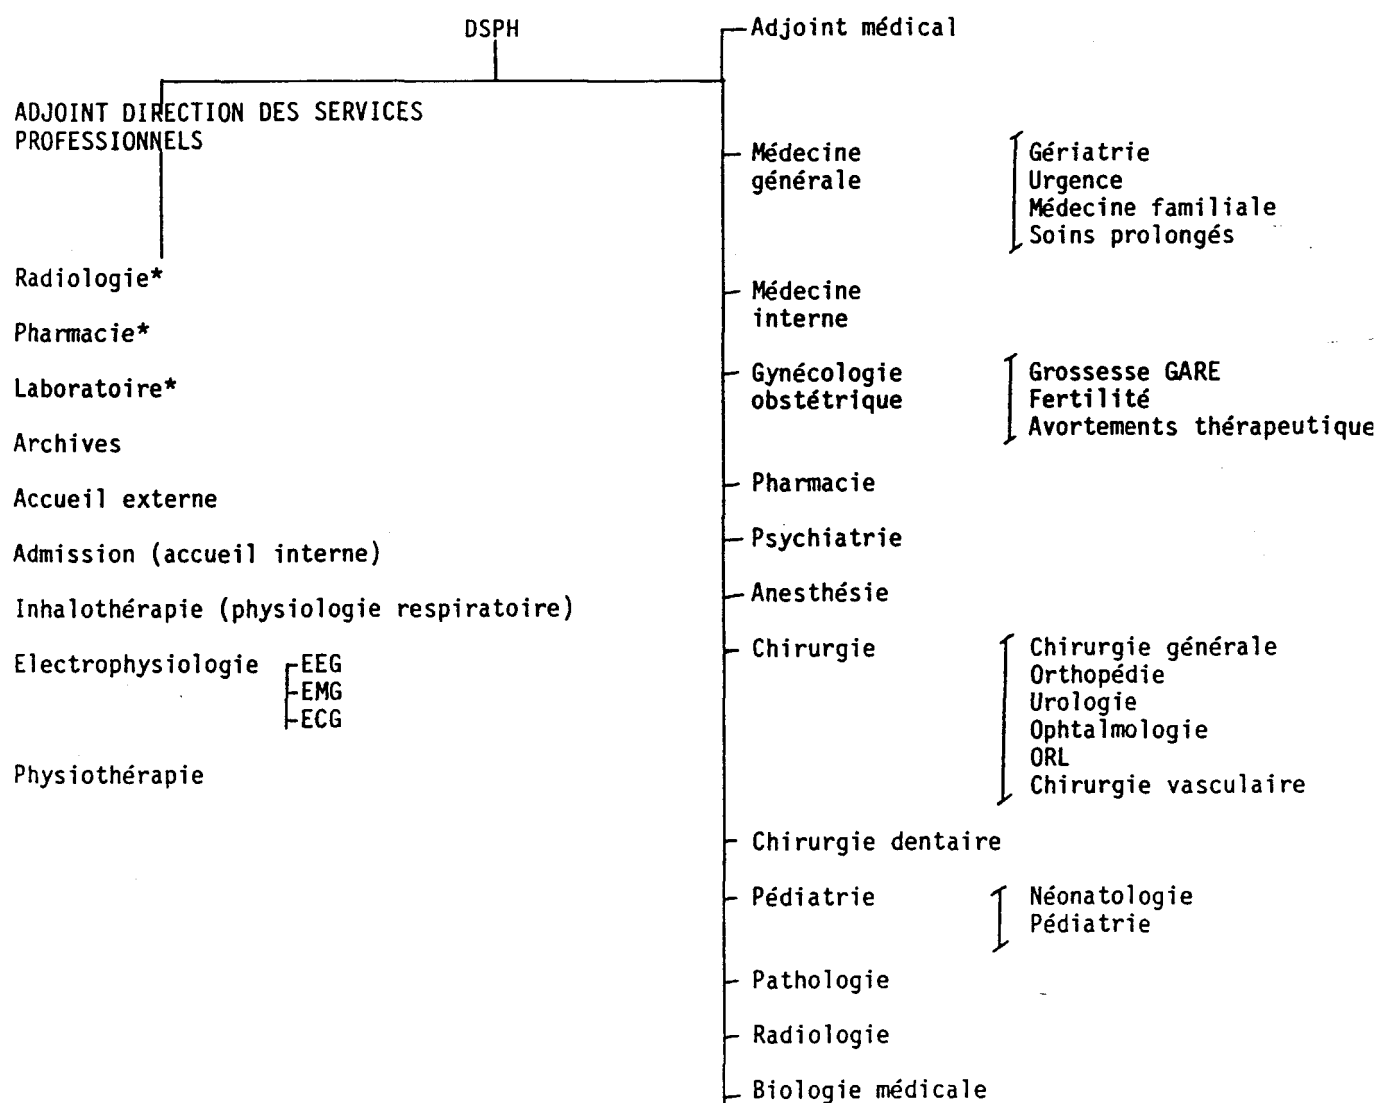 DSPH
Adjoint médical
ADJOINT DIRECTION DES SERVICES
PROFESSIONNELS
Radiologie*
Pharmacie*
Laboratoire*
Archives
Accueil externe
Admission (accueil interne)
Inhalothérapie (physiologie respiratoire)
Electrophysiologie
EEG
EMG
ECG
Physiothérapie
Médecine
générale
Gériatrie
Urgence
Médecine familiale
Soins prolongés
Médecine
interne
Gynécologie
obstétrique
Grossesse GARE
Fertilité
Avortements thérapeutique
Pharmacie
Psychiatrie
Anesthésie
Chirurgie
Chirurgie générale
Orthopédie
Urologie
Ophtalmologie
ORL
Chirurgie vasculaire
Chirurgie dentaire
Pédiatrie
Néonatologie
Pédiatrie
Pathologie
Radiologie
Biologie médicale